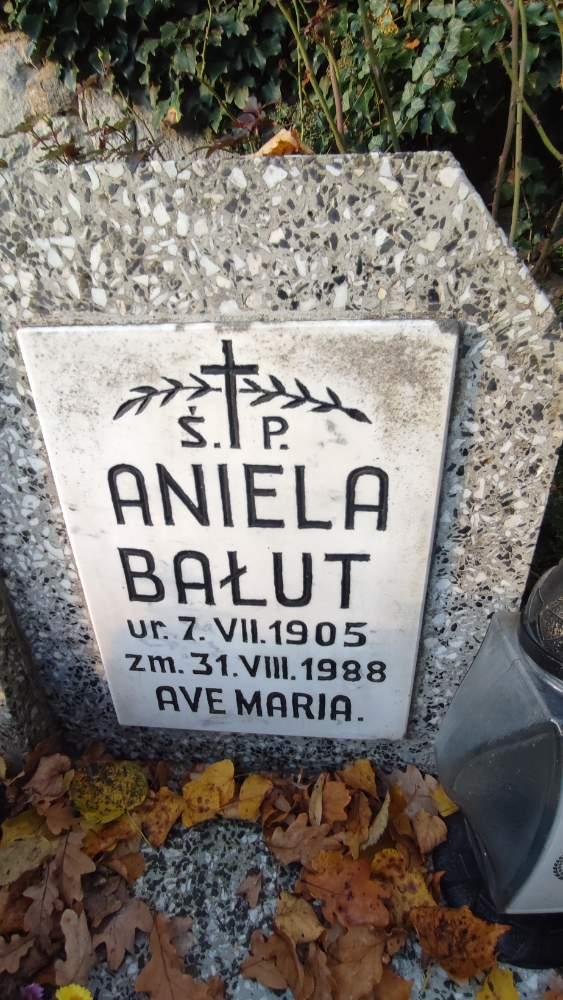 Ś. P.
ANIELA
BAŁUT
ur. 7. VII. 1905
zm. 31. VIII. 1988
AVE MARIA.